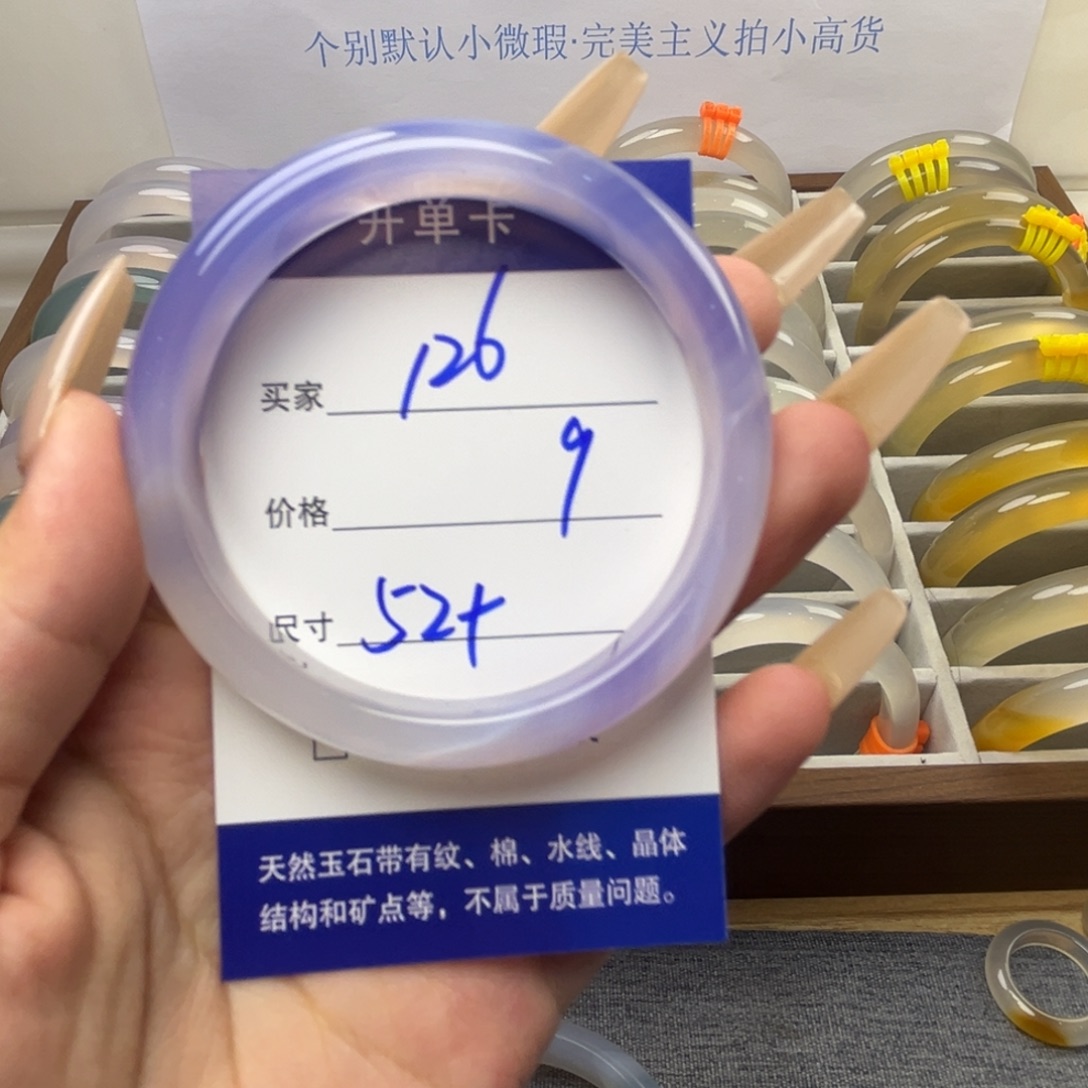 个别默认小微瑕·完美主义拍小高货
开单卡
买家 126
价格 9
尺寸 52+
天然玉石带有纹、棉、水线、晶体
结构和矿点等，不属于质量问题。